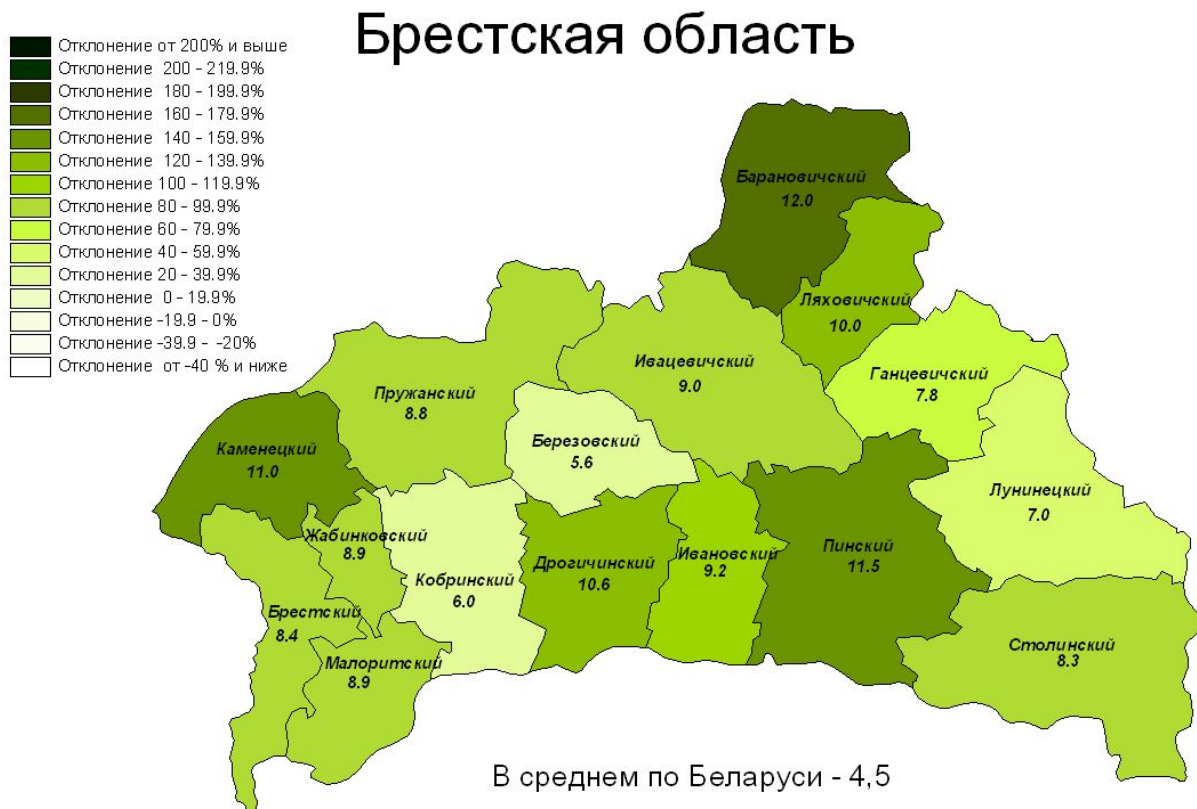 Брестская область
Отклонение от 200% и выше
Отклонение 200 - 219.9%
Отклонение 180 - 199.9%
Отклонение 160 - 179.9%
Отклонение 140 - 159.9%
Отклонение 120 - 139.9%
Отклонение 100 - 119.9%
Отклонение 80 - 99.9%
Отклонение 60 - 79.9%
Отклонение 40 - 59.9%
Отклонение 20 - 39.9%
Отклонение 0 - 19.9%
Отклонение -19.9 - 0%
Отклонение -39.9 - -20%
Отклонение от -40 % и ниже
Барановичский
12.0
Ляховичский
10.0
Ивацевичский
9.0
Ганцевичский
7.8
Пружанский
8.8
Березовский
5.6
Каменецкий
11.0
Лунинецкий
7.0
Жабинковский
8.9
Кобринский
6.0
Дрогичинский
10.6
Ивановский
9.2
Пинский
11.5
Брестский
8.4
Малоритский
8.9
Столинский
8.3
В среднем по Беларуси - 4,5